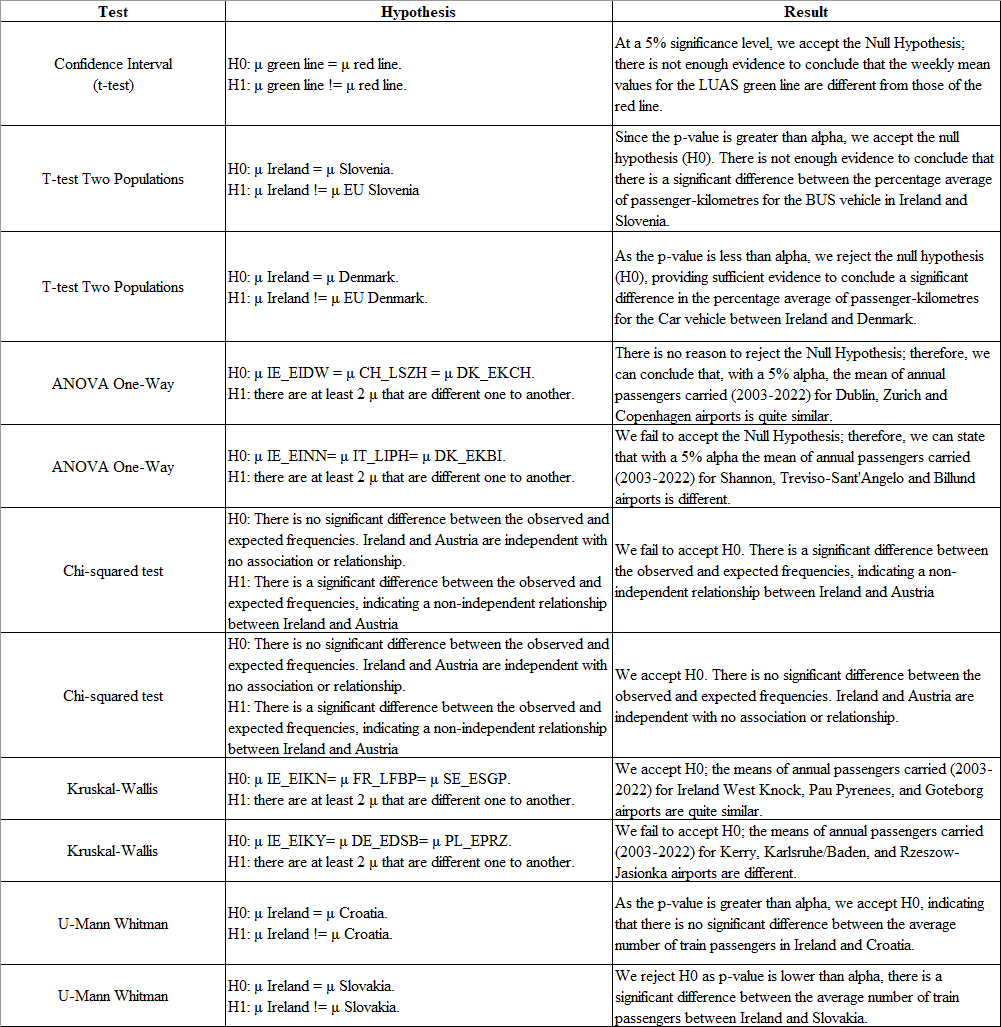 Test Hypothesis Result
Confidence Interval
(t-test)
H0: µ green line = µ red line.
H1: µ green line != µ red line.
At a 5% significance level, we accept the Null Hypothesis;
there is not enough evidence to conclude that the weekly mean
values for the LUAS green line are different from those of the
red line.
T-test Two Populations
H0: µ Ireland = µ Slovenia.
H1: µ Ireland != µ EU Slovenia
Since the p-value is greater than alpha, we accept the null
hypothesis (H0). There is not enough evidence to conclude that
there is a significant difference between the percentage average
of passenger-kilometres for the BUS vehicle in Ireland and
Slovenia.
T-test Two Populations
H0: µ Ireland = µ Denmark.
H1: µ Ireland != µ EU Denmark.
As the p-value is less than alpha, we reject the null hypothesis
(H0), providing sufficient evidence to conclude a significant
difference in the percentage average of passenger-kilometres
for the Car vehicle between Ireland and Denmark.
ANOVA One-Way
H0: µ IE_EIDW = µ CH_LSZH = µ DK_EKCH.
H1: there are at least 2 µ that are different one to another.
There is no reason to reject the Null Hypothesis; therefore, we
can conclude that, with a 5% alpha, the mean of annual
passengers carried (2003-2022) for Dublin, Zurich and
Copenhagen airports is quite similar.
ANOVA One-Way
H0: µ IE_EINN= µ IT_LIPH= µ DK_EKBI.
H1: there are at least 2 µ that are different one to another.
We fail to accept the Null Hypothesis; therefore, we can state
that with a 5% alpha the mean of annual passengers carried
(2003-2022) for Shannon, Treviso-Sant'Angelo and Billund
airports is different.
Chi-squared test
H0: There is no significant difference between the observed and
expected frequencies. Ireland and Austria are independent with
no association or relationship.
H1: There is a significant difference between the observed and
expected frequencies, indicating a non-independent relationship
between Ireland and Austria
We fail to accept H0. There is a significant difference between
the observed and expected frequencies, indicating a non-
independent relationship between Ireland and Austria
Chi-squared test
H0: There is no significant difference between the observed and
expected frequencies. Ireland and Austria are independent with
no association or relationship.
H1: There is a significant difference between the observed and
expected frequencies, indicating a non-independent relationship
between Ireland and Austria
We accept H0. There is no significant difference between the
observed and expected frequencies. Ireland and Austria are
independent with no association or relationship.
Kruskal-Wallis
H0: µ IE_EIKN= µ FR_LFBP= µ SE_ESGP.
H1: there are at least 2 µ that are different one to another.
We accept H0; the means of annual passengers carried (2003-
2022) for Ireland West Knock, Pau Pyrenees, and Goteborg
airports are quite similar.
Kruskal-Wallis
H0: µ IE_EIKY= µ DE_EDSB= µ PL_EPRZ.
H1: there are at least 2 µ that are different one to another.
We fail to accept H0; the means of annual passengers carried
(2003-2022) for Kerry, Karlsruhe/Baden, and Rzeszow-
Jasionka airports are different.
U-Mann Whitman
H0: µ Ireland = µ Croatia.
H1: µ Ireland != µ Croatia.
As the p-value is greater than alpha, we accept H0, indicating
that there is no significant difference between the average
number of train passengers in Ireland and Croatia.
U-Mann Whitman
H0: µ Ireland = µ Slovakia.
H1: µ Ireland != µ Slovakia.
We reject H0 as p-value is lower than alpha, there is a
significant difference between the average number of train
passengers between Ireland and Slovakia.